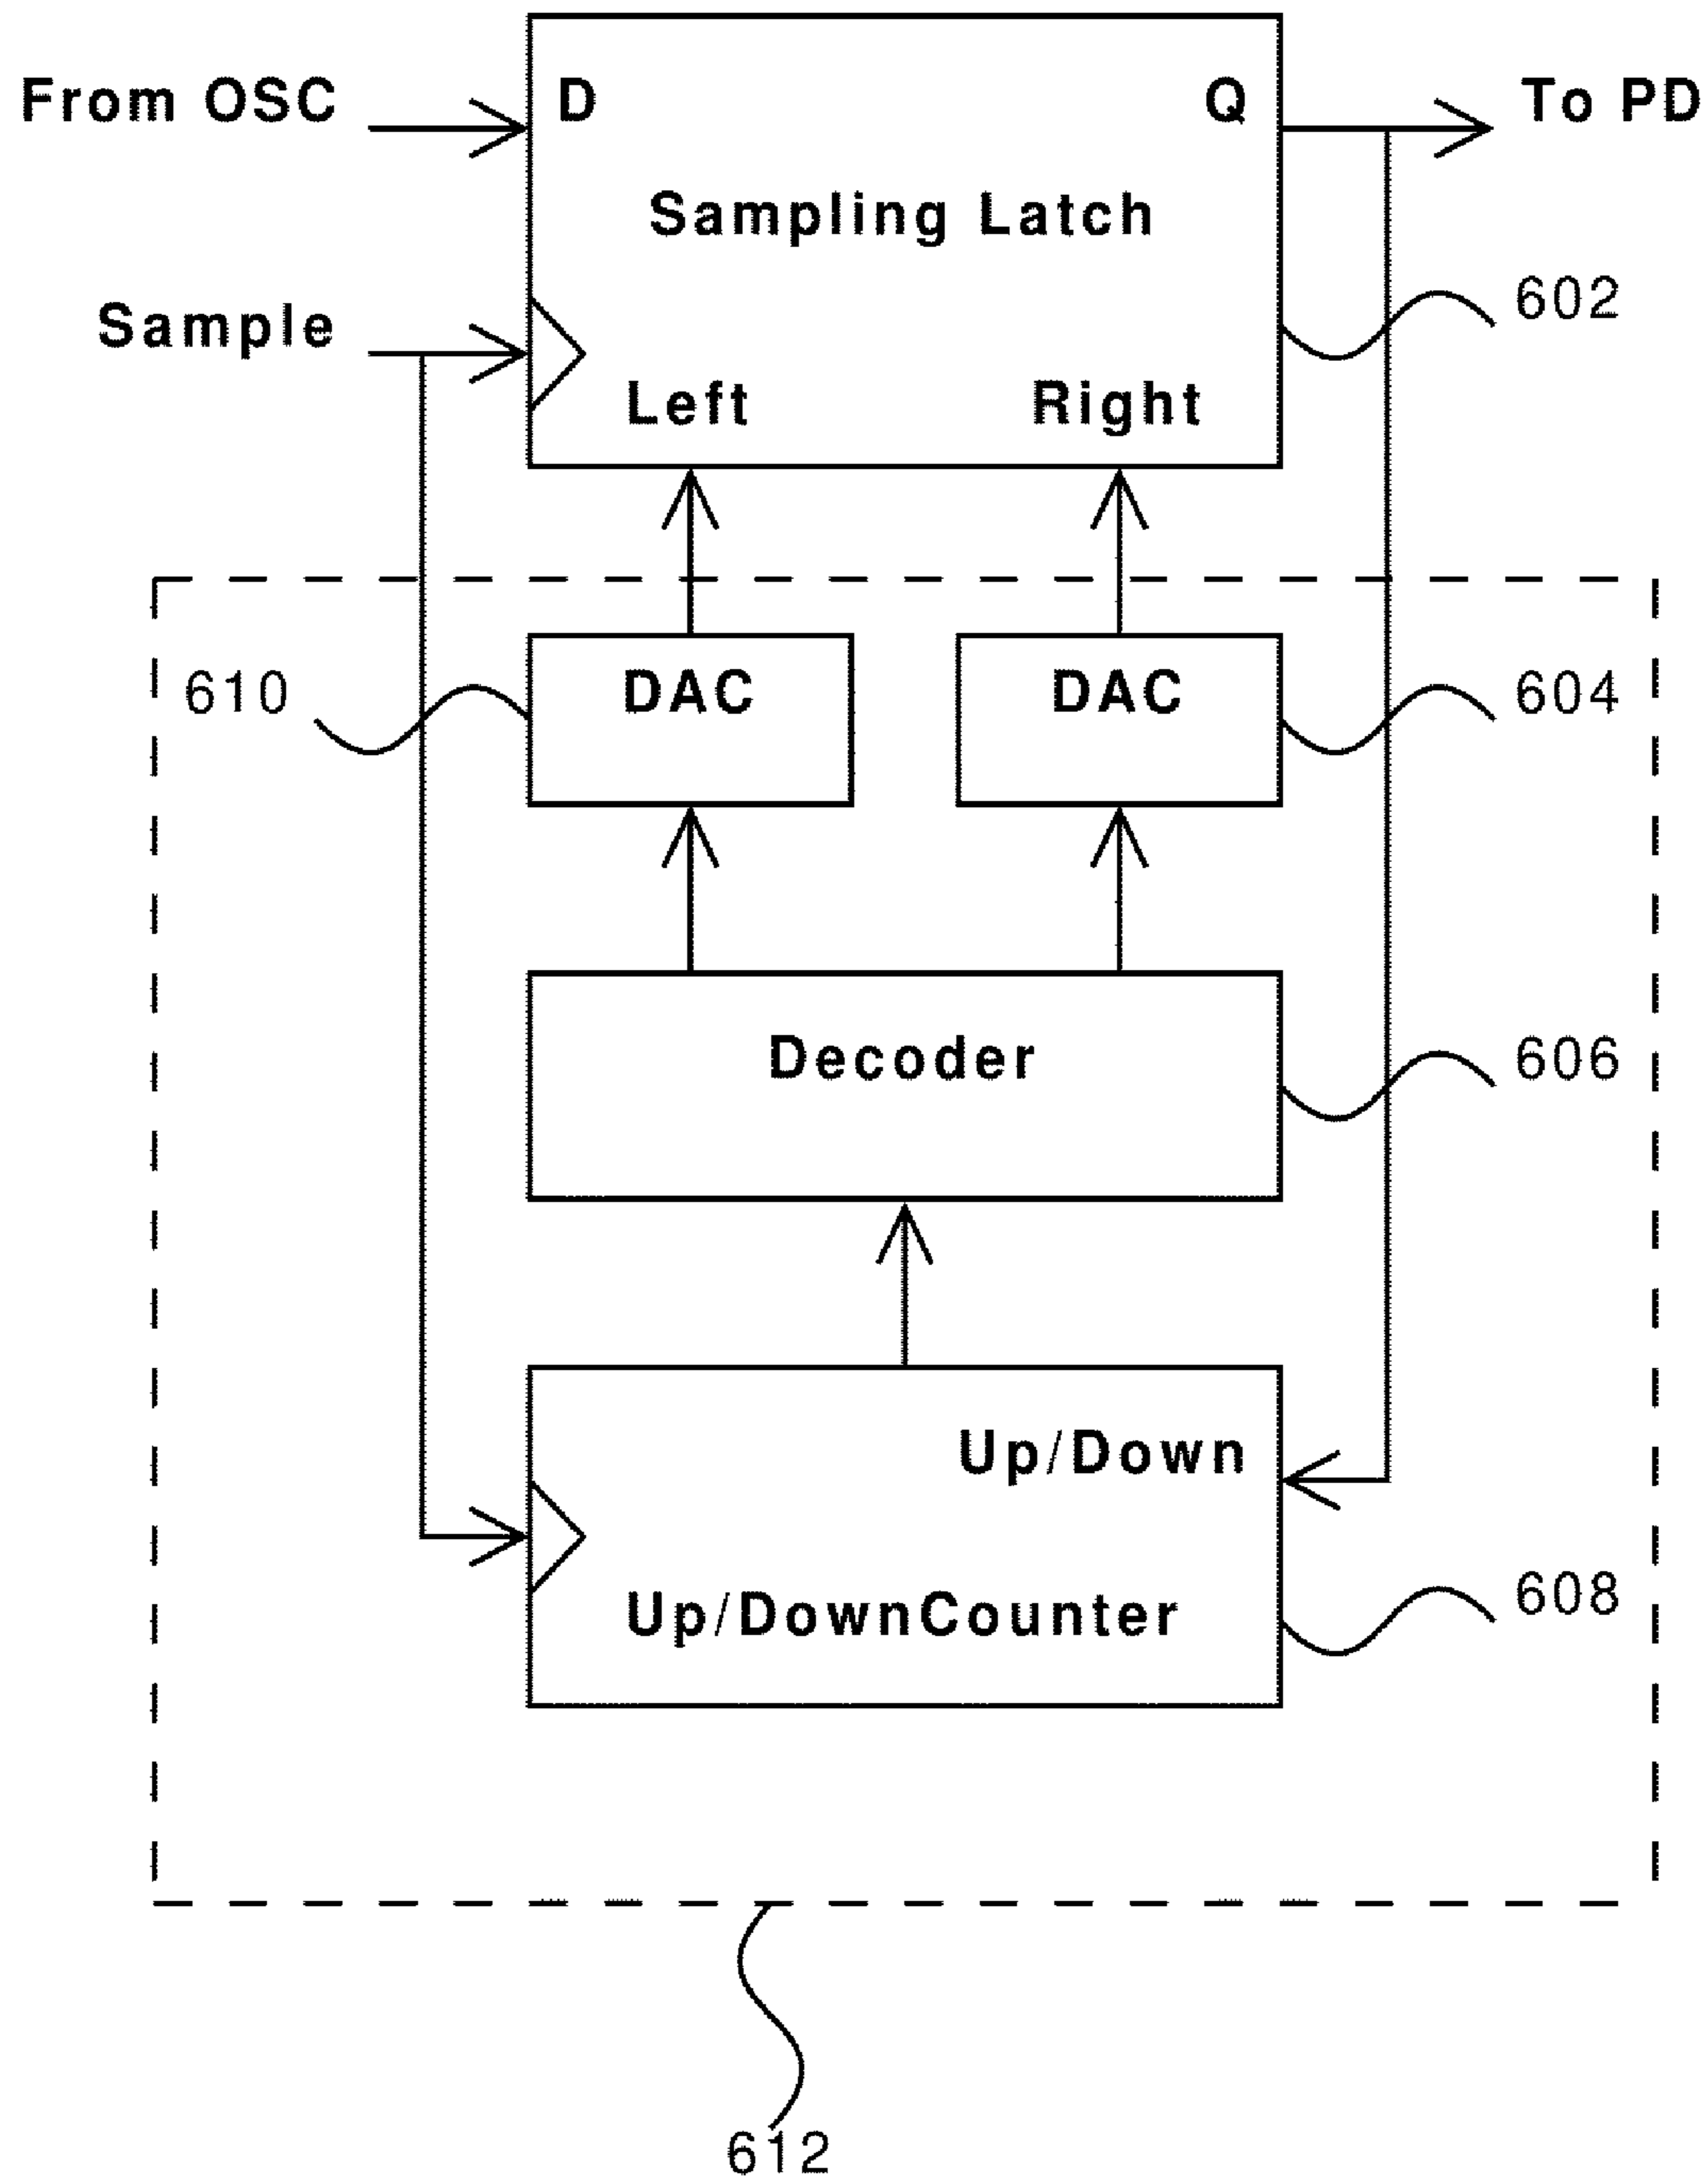 From OSC
D
Q
To PD
Sampling Latch
602
Sample
Left
Right
610
DAC
DAC
604
Decoder
606
Up/Down
Up/DownCounter
608
612